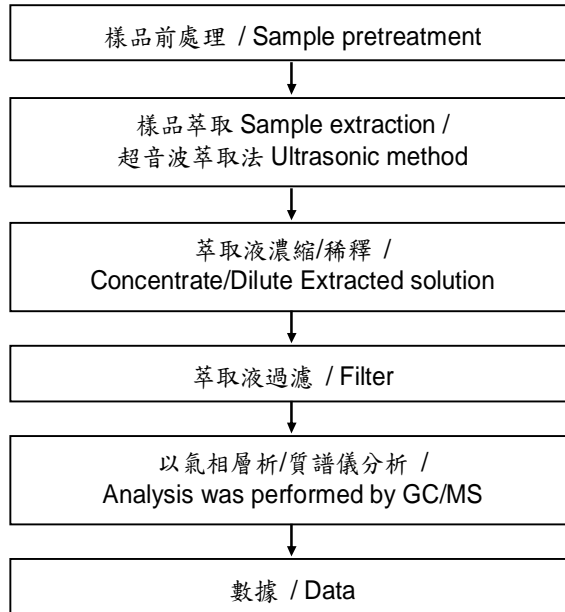 樣品前處理 / Sample pretreatment
樣品萃取 Sample extraction /
超音波萃取法 Ultrasonic method
萃取液濃縮/稀釋 /
Concentrate/Dilute Extracted solution
萃取液過濾 / Filter
以氣相層析/質譜儀分析 /
Analysis was performed by GC/MS
數據 / Data